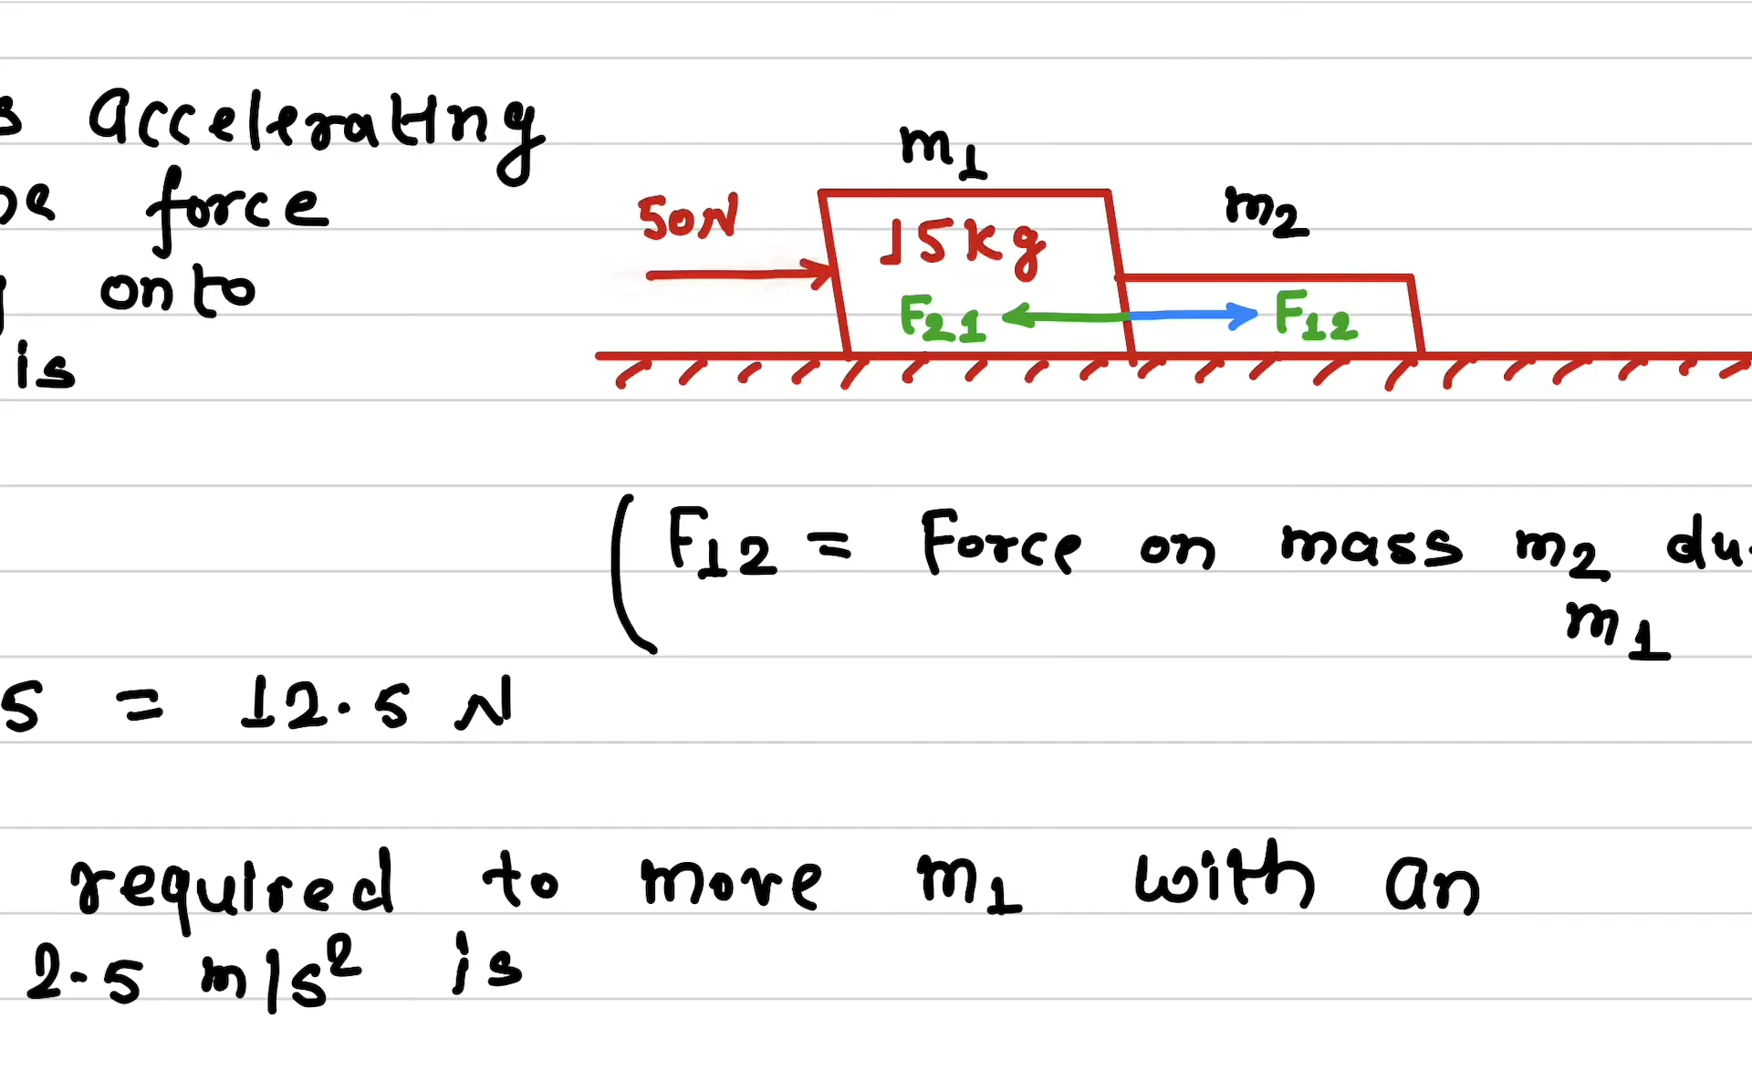 s accelerating
force
onto
is
m1
m2
50N
15kg
F21
F12
( F12 = Force on mass m2
m1
5 = 12.5 N
required to move m1 with an
2.5 m/s² is